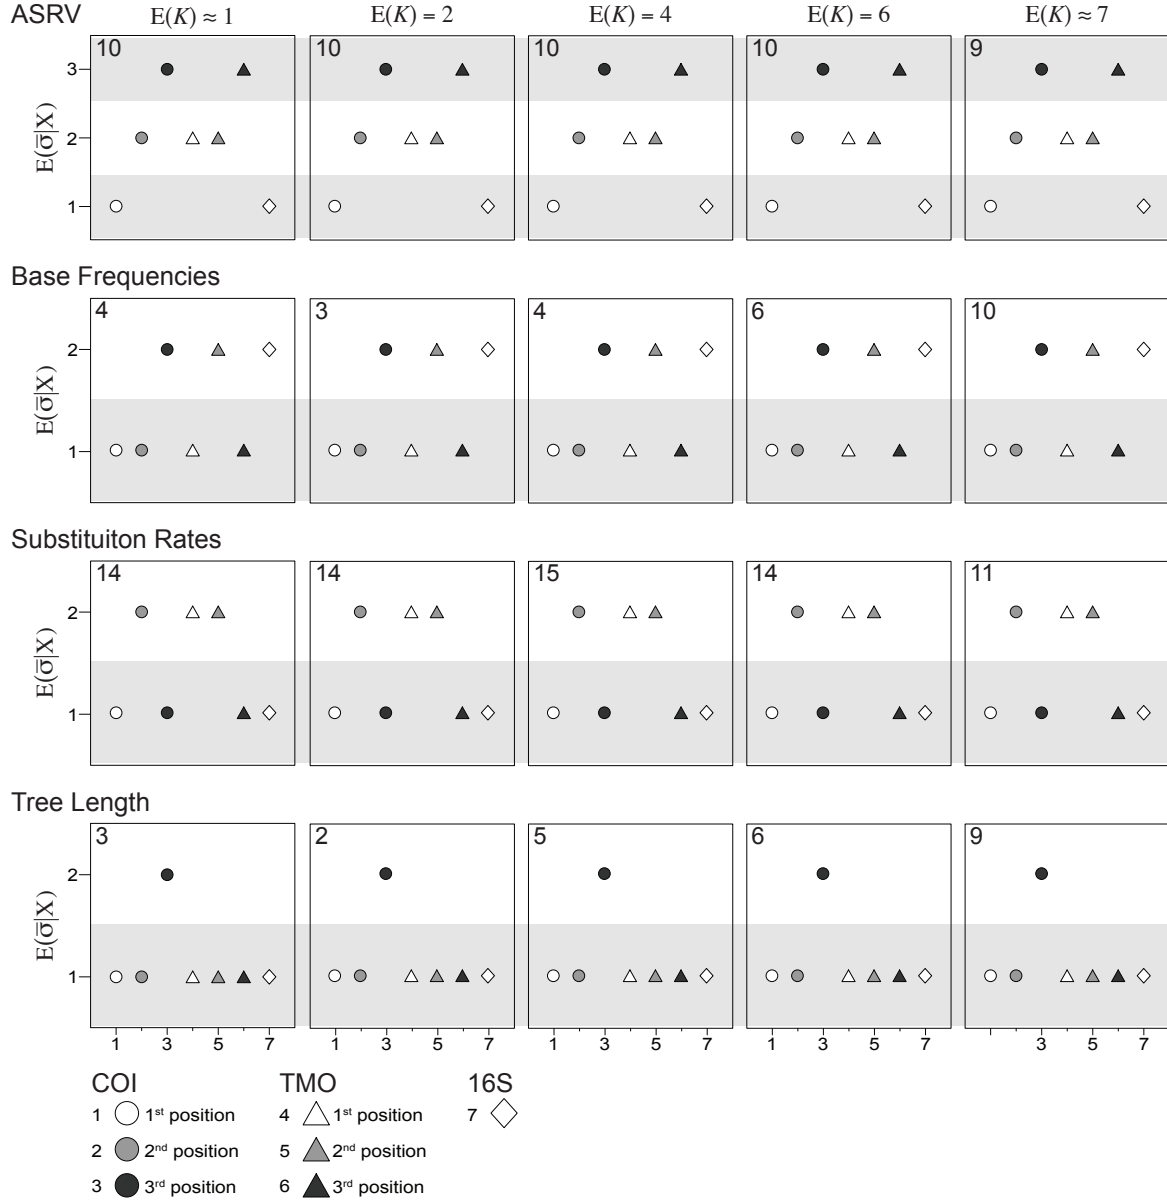 ASRV E(K) ≈ 1 E(K) = 2 E(K) = 4 E(K) = 6 E(K) ≈ 7
10 10 10 10 9
3
2
1
E(σ̅|X)
Base Frequencies
4 3 4 6 10
2
1
E(σ̅|X)
Substituiton Rates
14 14 15 14 11
2
1
E(σ̅|X)
Tree Length
3 2 5 6 9
2
1
E(σ̅|X)
1 3 5 7 1 3 5 7 1 3 5 7 1 3 5 7 3 5 7
COI TMO 16S
1 1st position 4 1st position 7
2 2nd position 5 2nd position
3 3rd position 6 3rd position